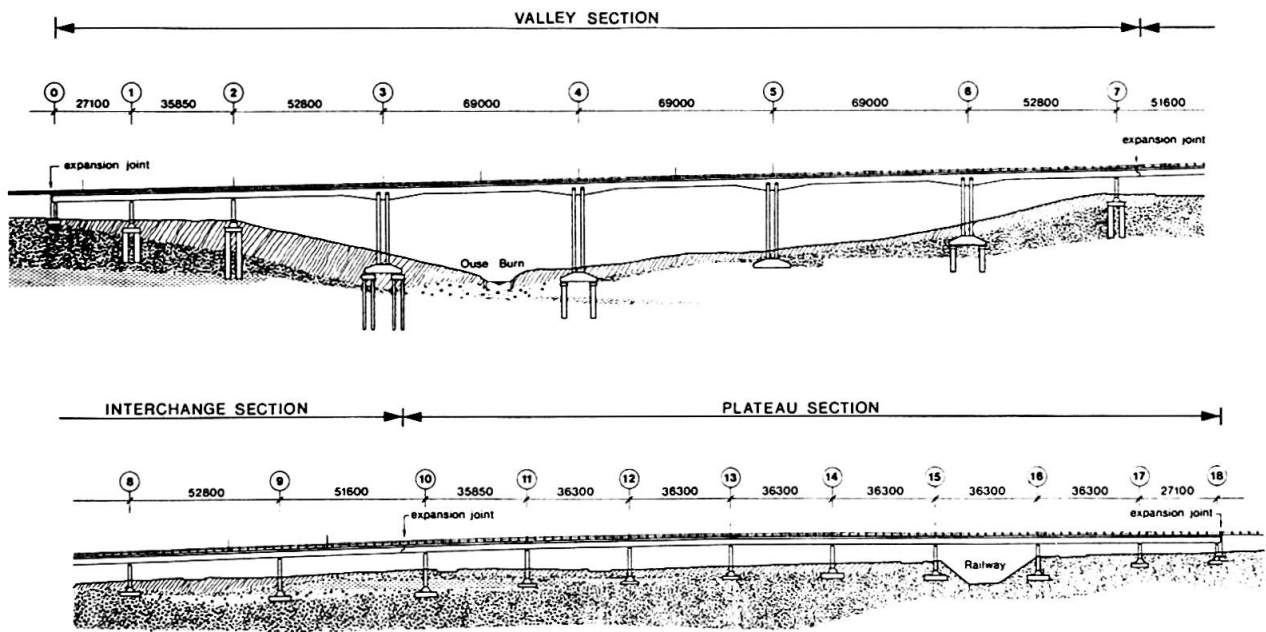 VALLEY SECTION
0 1 2 3 4 5 6 7
27100 35850 52800 69000 69000 69000 52800 51600
expansion joint
expansion joint
Ouse Burn
INTERCHANGE SECTION PLATEAU SECTION
8 9 10 11 12 13 14 15 16 17 18
52800 51600 35850 36300 36300 36300 36300 36300 36300 27100
expansion joint
expansion joint
Railway